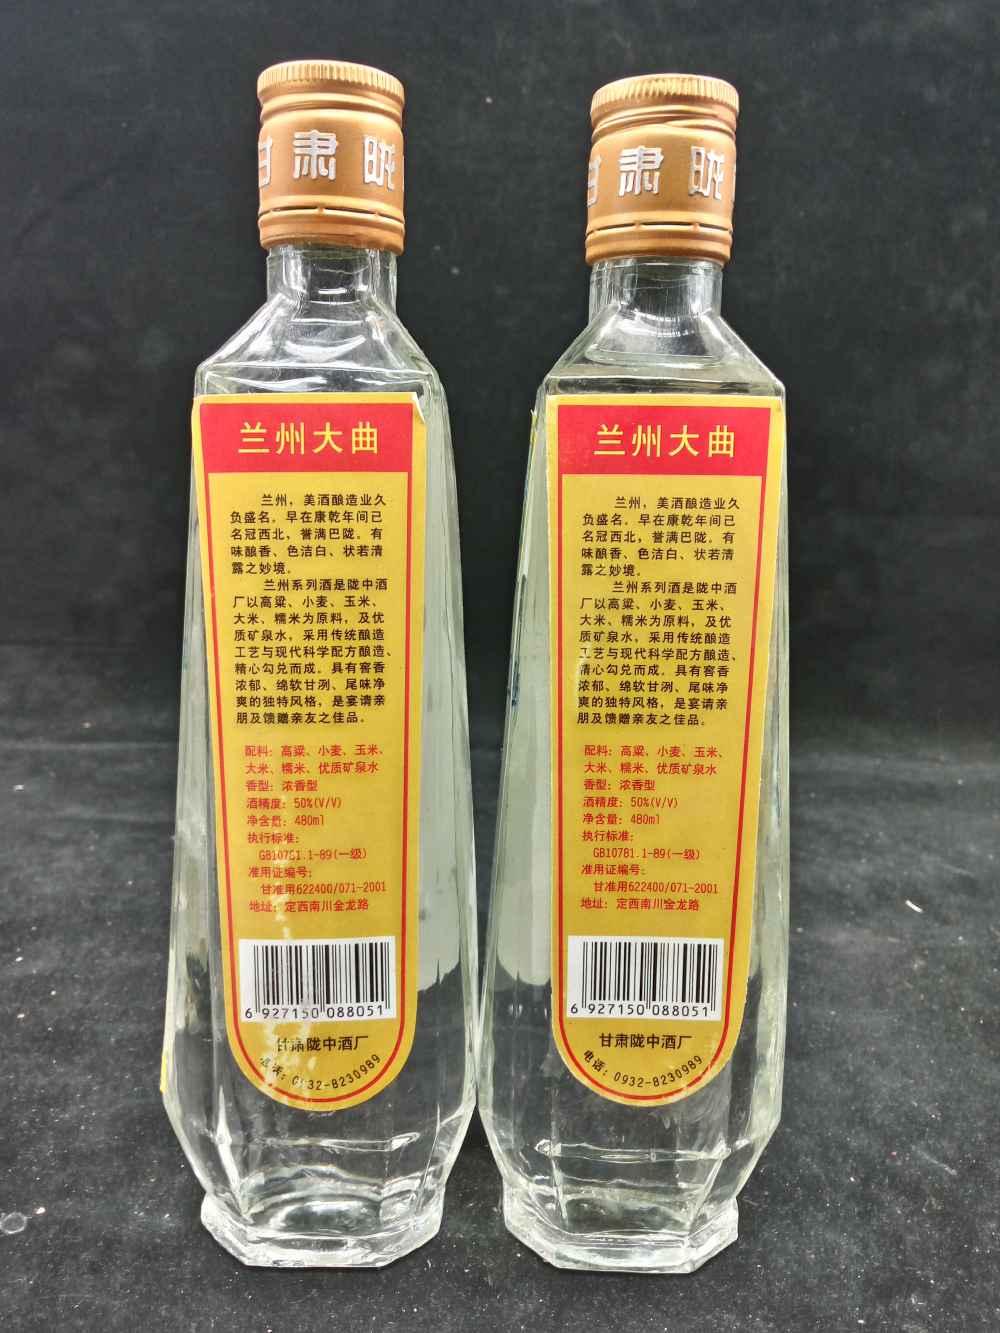 甘肃陇
甘肃陇
兰州大曲
兰州，美酒酿造业久
负盛名。早在康乾年间已
名冠西北，誉满巴陇。有
味酿香、色洁白、状若清
露之妙境。
兰州系列酒是陇中酒
厂以高粱、小麦、玉米、
大米、糯米为原料，及优
质矿泉水，采用传统酿造
工艺与现代科学配方酿造、
精心勾兑而成。具有窖香
浓郁、绵软甘洌、尾味净
爽的独特风格，是宴请亲
朋及馈赠亲友之佳品。
配料：高粱、小麦、玉米、
大米、糯米、优质矿泉水
香型：浓香型
酒精度：50%(V/V)
净含量：480ml
执行标准：
GB10781.1-89(一级)
准用证编号：
甘准用622400/071-2001
地址：定西南川金龙路
6 927150 088051
甘肃陇中酒厂
电话：0932-8230989
兰州大曲
兰州，美酒酿造业久
负盛名。早在康乾年间已
名冠西北，誉满巴陇。有
味酿香、色洁白、状若清
露之妙境。
兰州系列酒是陇中酒
厂以高粱、小麦、玉米、
大米、糯米为原料，及优
质矿泉水，采用传统酿造
工艺与现代科学配方酿造、
精心勾兑而成。具有窖香
浓郁、绵软甘洌、尾味净
爽的独特风格，是宴请亲
朋及馈赠亲友之佳品。
配料：高粱、小麦、玉米、
大米、糯米、优质矿泉水
香型：浓香型
酒精度：50%(V/V)
净含量：480ml
执行标准：
GB10781.1-89(一级)
准用证编号：
甘准用622400/071-2001
地址：定西南川金龙路
6 927150 088051
甘肃陇中酒厂
电话：0932-8230989